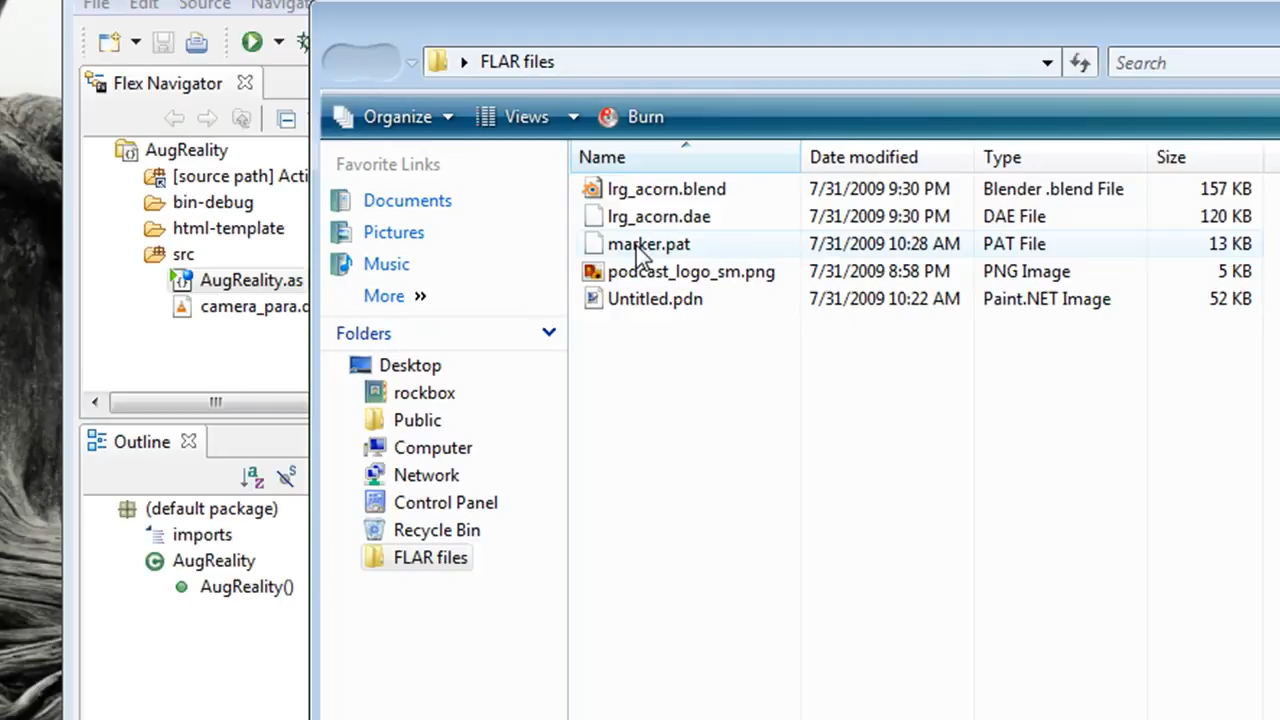 File Edit Source Navigat
Flex Navigator
AugReality
[source path] Acti
bin-debug
html-template
src
AugReality.as
camera_para.d
Outline
(default package)
imports
AugReality
AugReality()
FLAR files
Search
Organize Views Burn
Favorite Links
Documents
Pictures
Music
More »
Folders
Desktop
rockbox
Public
Computer
Network
Control Panel
Recycle Bin
FLAR files
Name Date modified Type Size
lrg_acorn.blend 7/31/2009 9:30 PM Blender .blend File 157 KB
lrg_acorn.dae 7/31/2009 9:30 PM DAE File 120 KB
marker.pat 7/31/2009 10:28 AM PAT File 13 KB
podcast_logo_sm.png 7/31/2009 8:58 PM PNG Image 5 KB
Untitled.pdn 7/31/2009 10:22 AM Paint.NET Image 52 KB